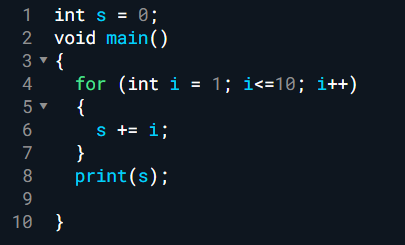 1 int s = 0;
2 void main()
3 {
4 for (int i = 1; i<=10; i++)
5 {
6 s += i;
7 }
8 print(s);
9
10 }